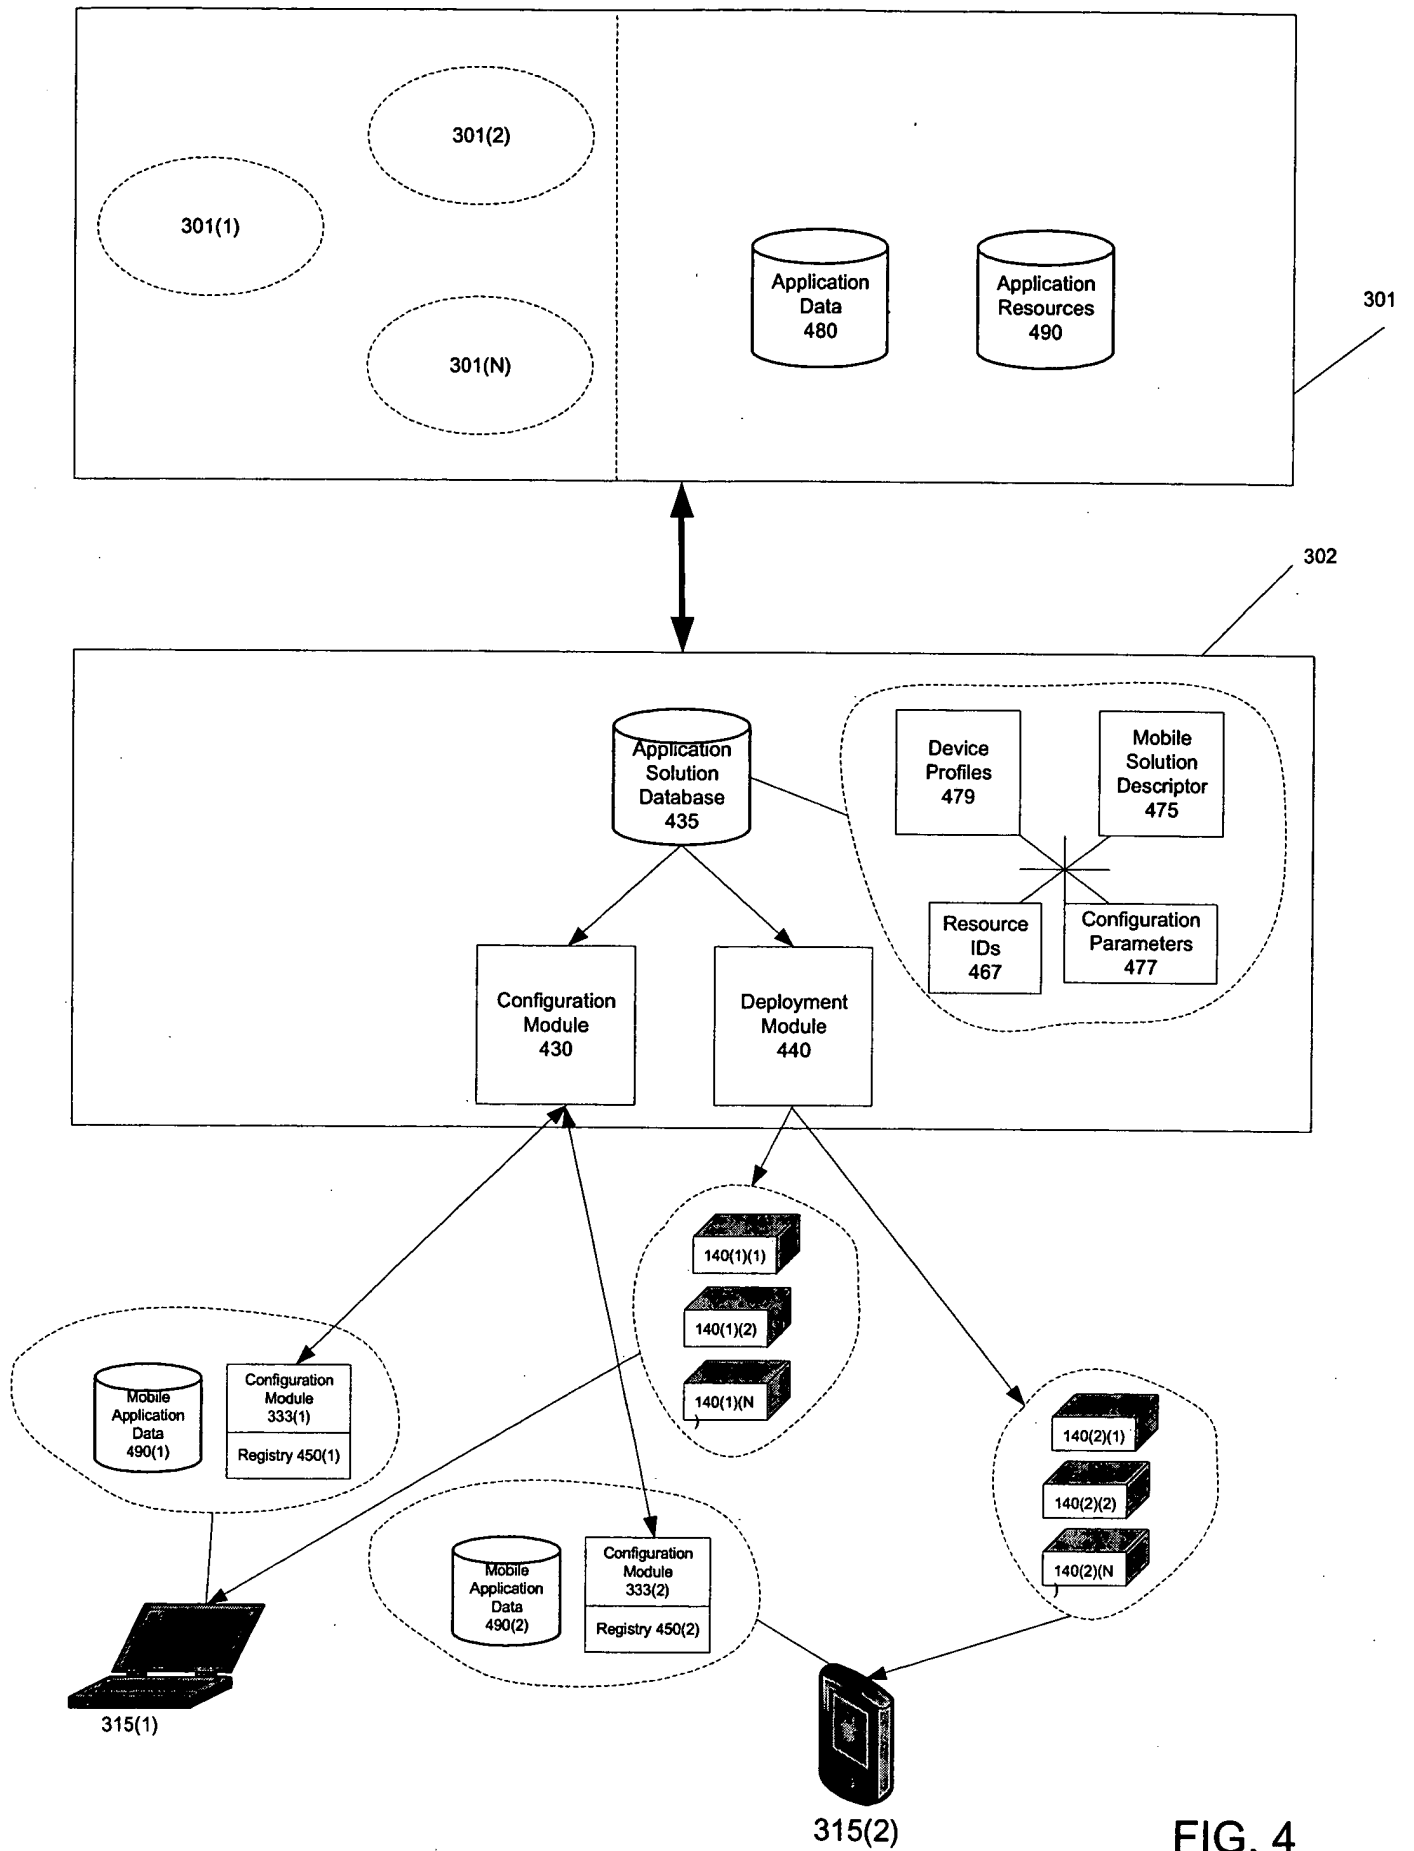 301(2)
301(1)
301(N)
Application
Data
480
Application
Resources
490
301
302
Application
Solution
Database
435
Device
Profiles
479
Mobile
Solution
Descriptor
475
Resource
IDs
467
Configuration
Parameters
477
Configuration
Module
430
Deployment
Module
440
140(1)(1)
140(1)(2)
140(1)(N
)
Mobile
Application
Data
490(1)
Configuration
Module
333(1)
Registry 450(1)
140(2)(1)
140(2)(2)
140(2)(N
)
Mobile
Application
Data
490(2)
Configuration
Module
333(2)
Registry 450(2)
315(1)
315(2)
FIG. 4